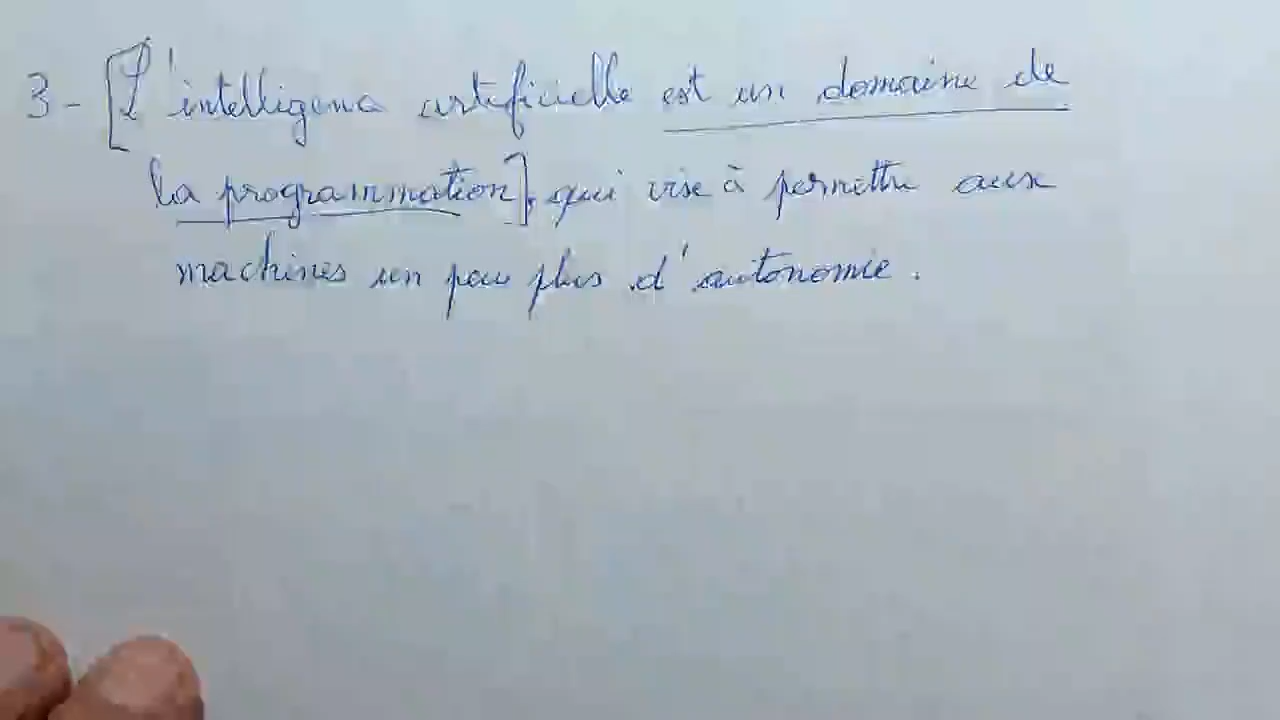 3- [L'intelligence artificielle est un domaine de
la programmation], qui vise à permettre aux
machines un peu plus d'autonomie.